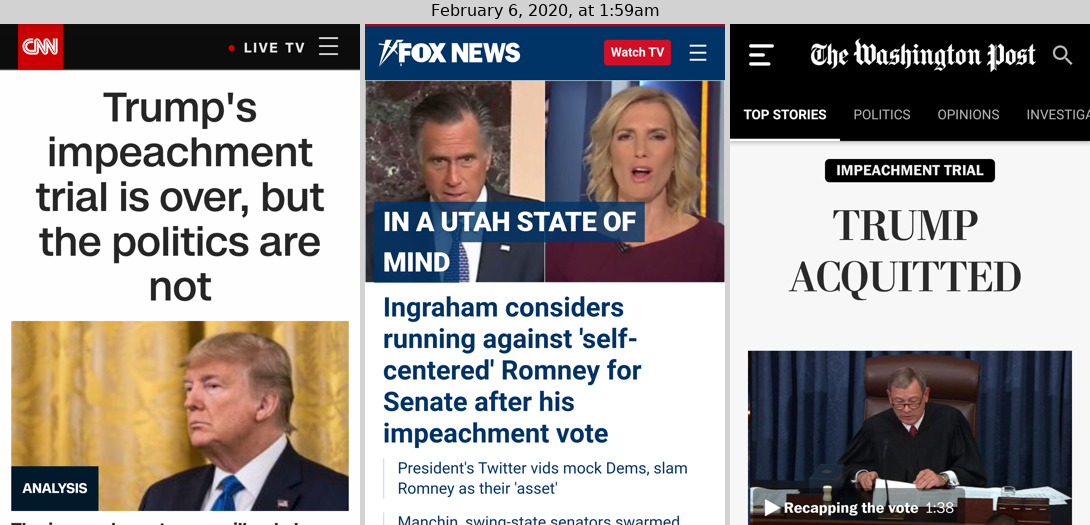 February 6, 2020, at 1:59am
CNN
LIVE TV
Trump's
impeachment
trial is over, but
the politics are
not
ANALYSIS
FOX NEWS
Watch TV
IN A UTAH STATE OF
MIND
Ingraham considers
running against 'self-
centered' Romney for
Senate after his
impeachment vote
President's Twitter vids mock Dems, slam
Romney as their 'asset'
Manchin, swing-state senators swarmed
The Washington Post
TOP STORIES POLITICS OPINIONS INVESTIGA
IMPEACHMENT TRIAL
TRUMP
ACQUITTED
Recapping the vote 1:38